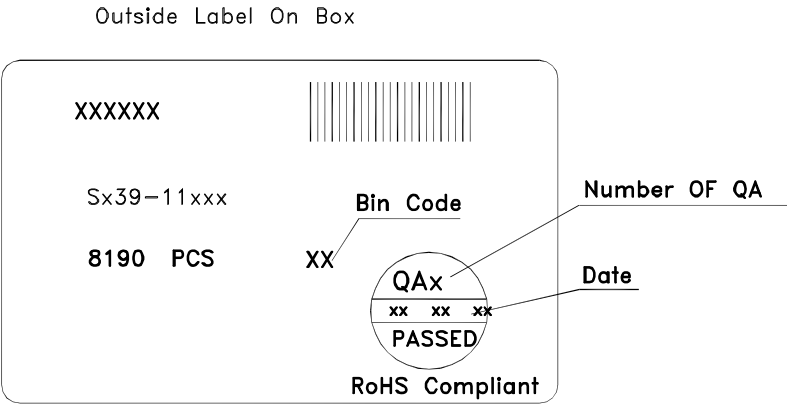 Outside Label On Box
XXXXXX
Sx39-11xxx
Bin Code
Number OF QA
8190 PCS
XX
QAx
Date
xx xx xx
PASSED
RoHS Compliant